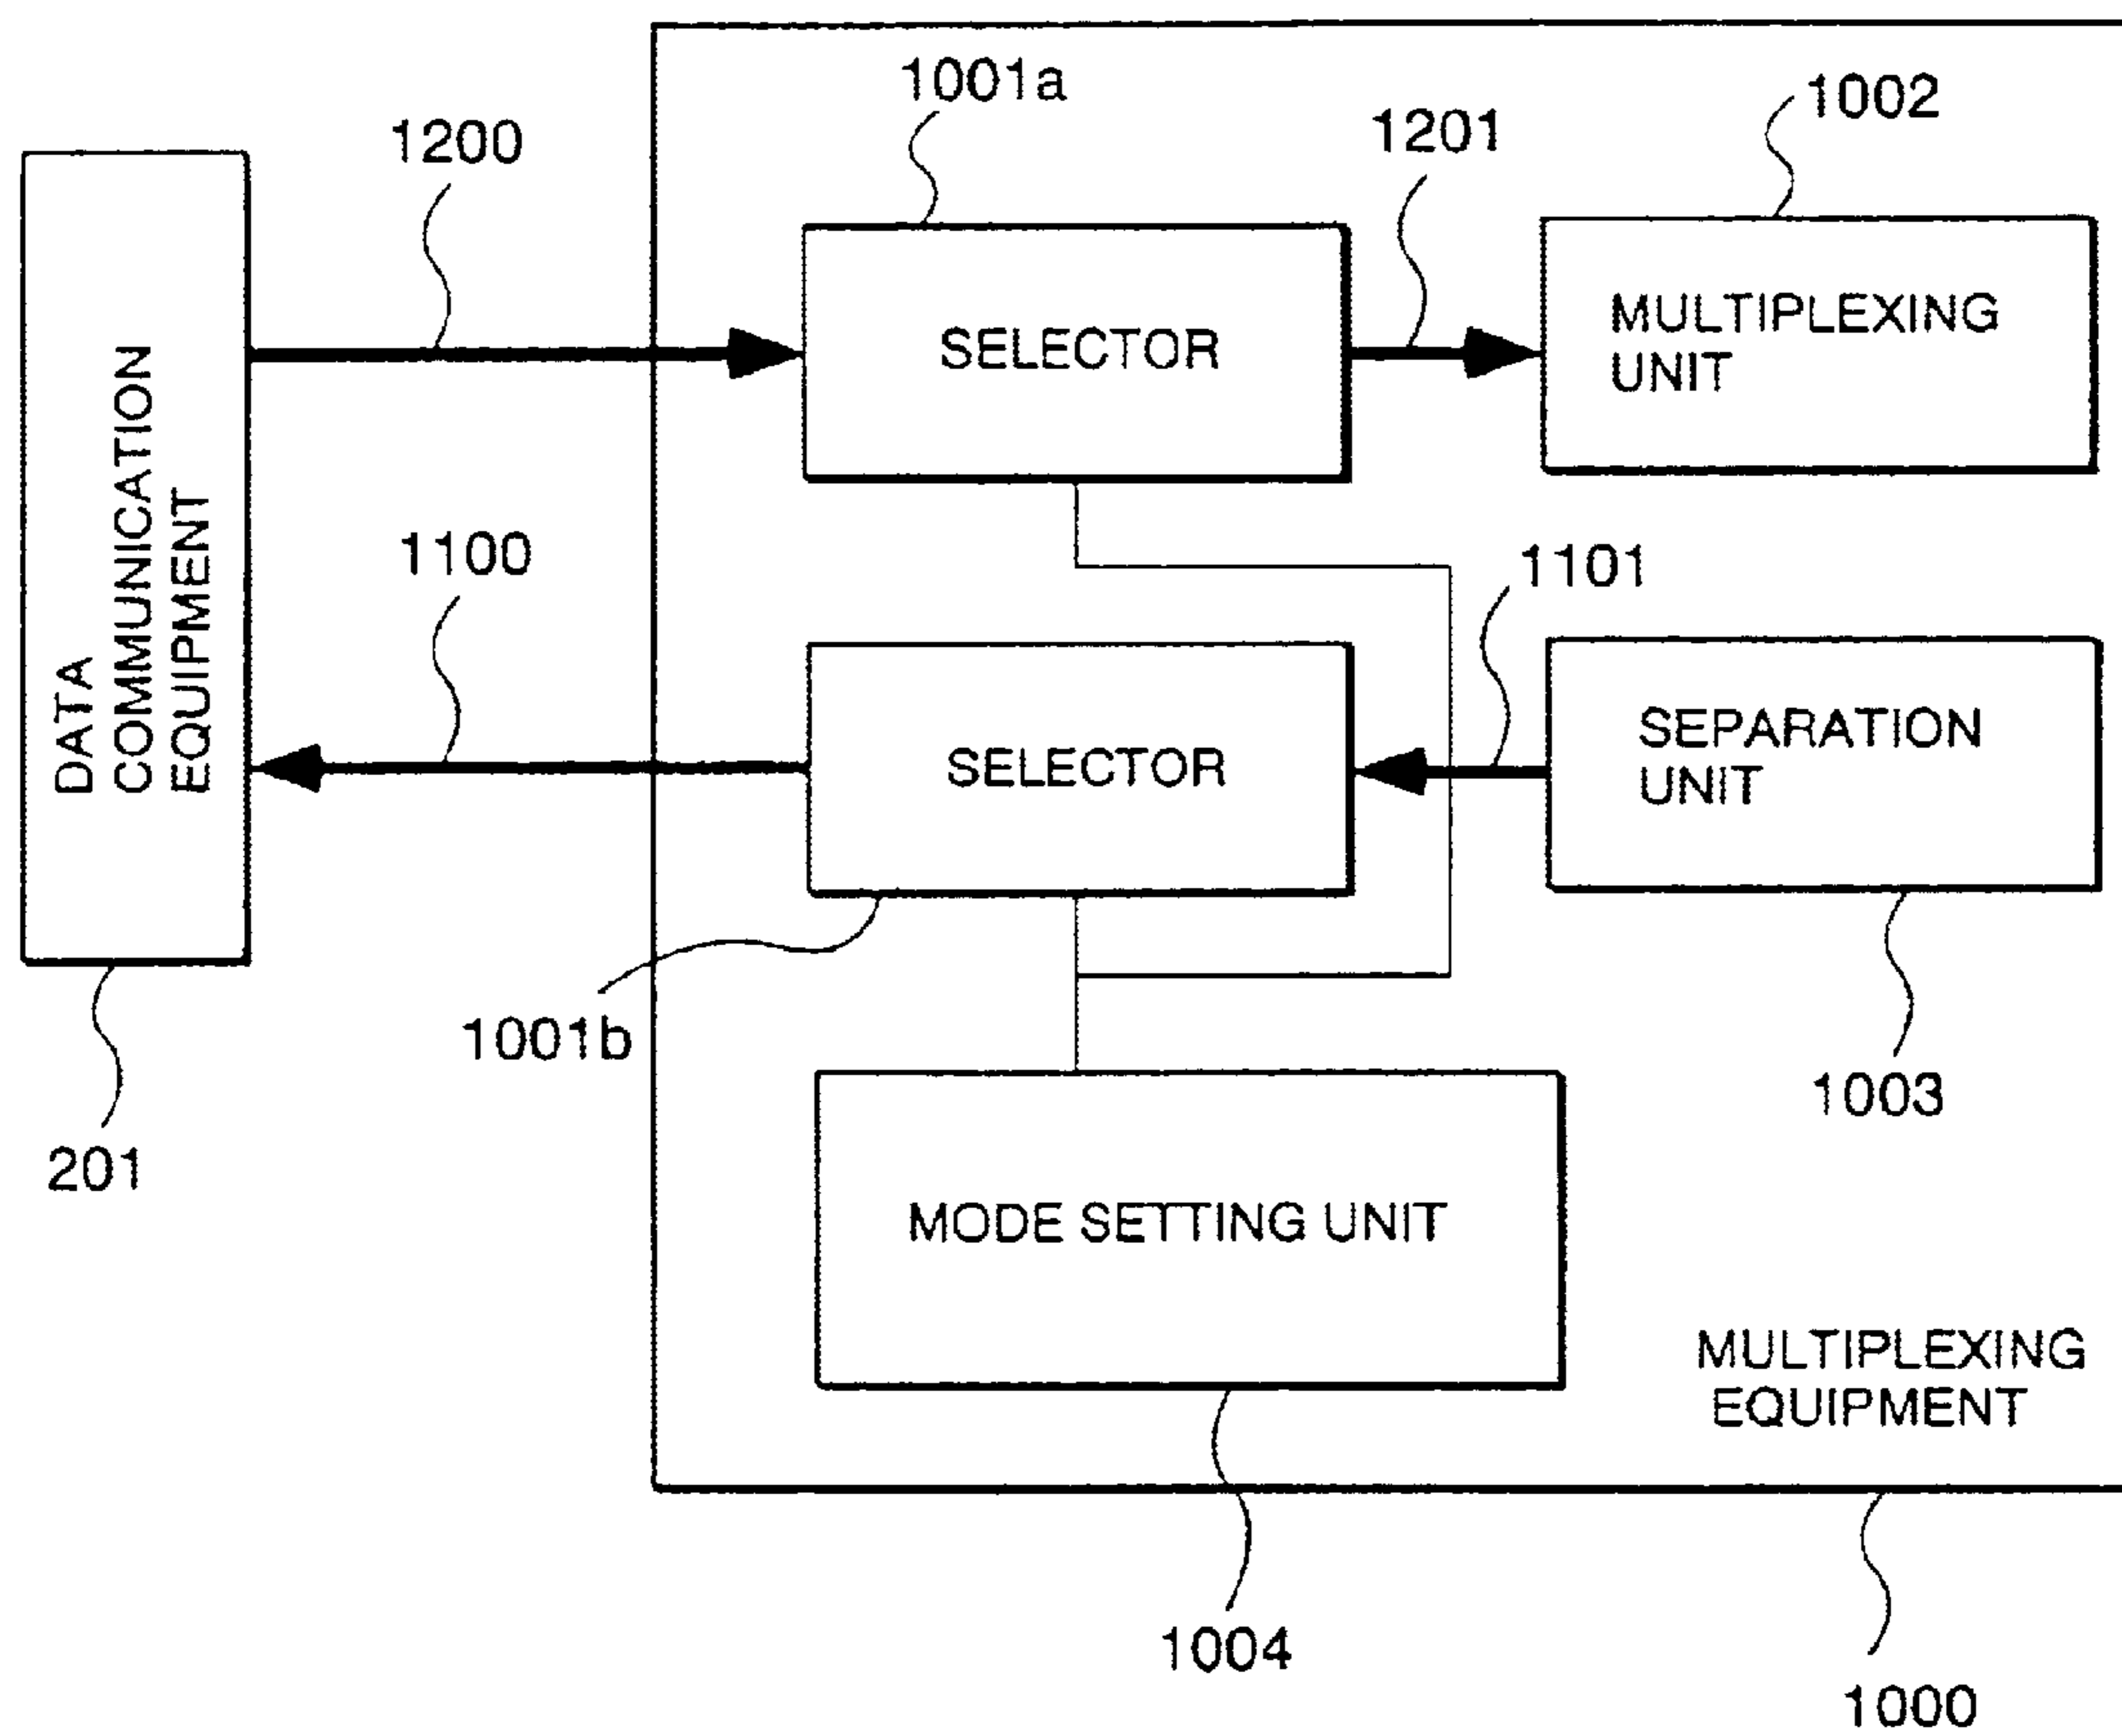 1001a
1002
1200
1201
SELECTOR
MULTIPLEXING
UNIT
DATA
COMMUNICATION
EQUIPMENT
1100
1101
SELECTOR
SEPARATION
UNIT
1001b
1003
201
MODE SETTING UNIT
MULTIPLEXING
EQUIPMENT
1004
1000